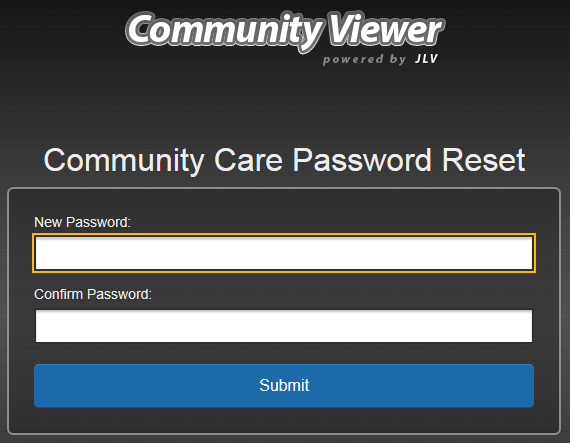 Community Viewer
powered by JLV
Community Care Password Reset
New Password:
Confirm Password:
Submit